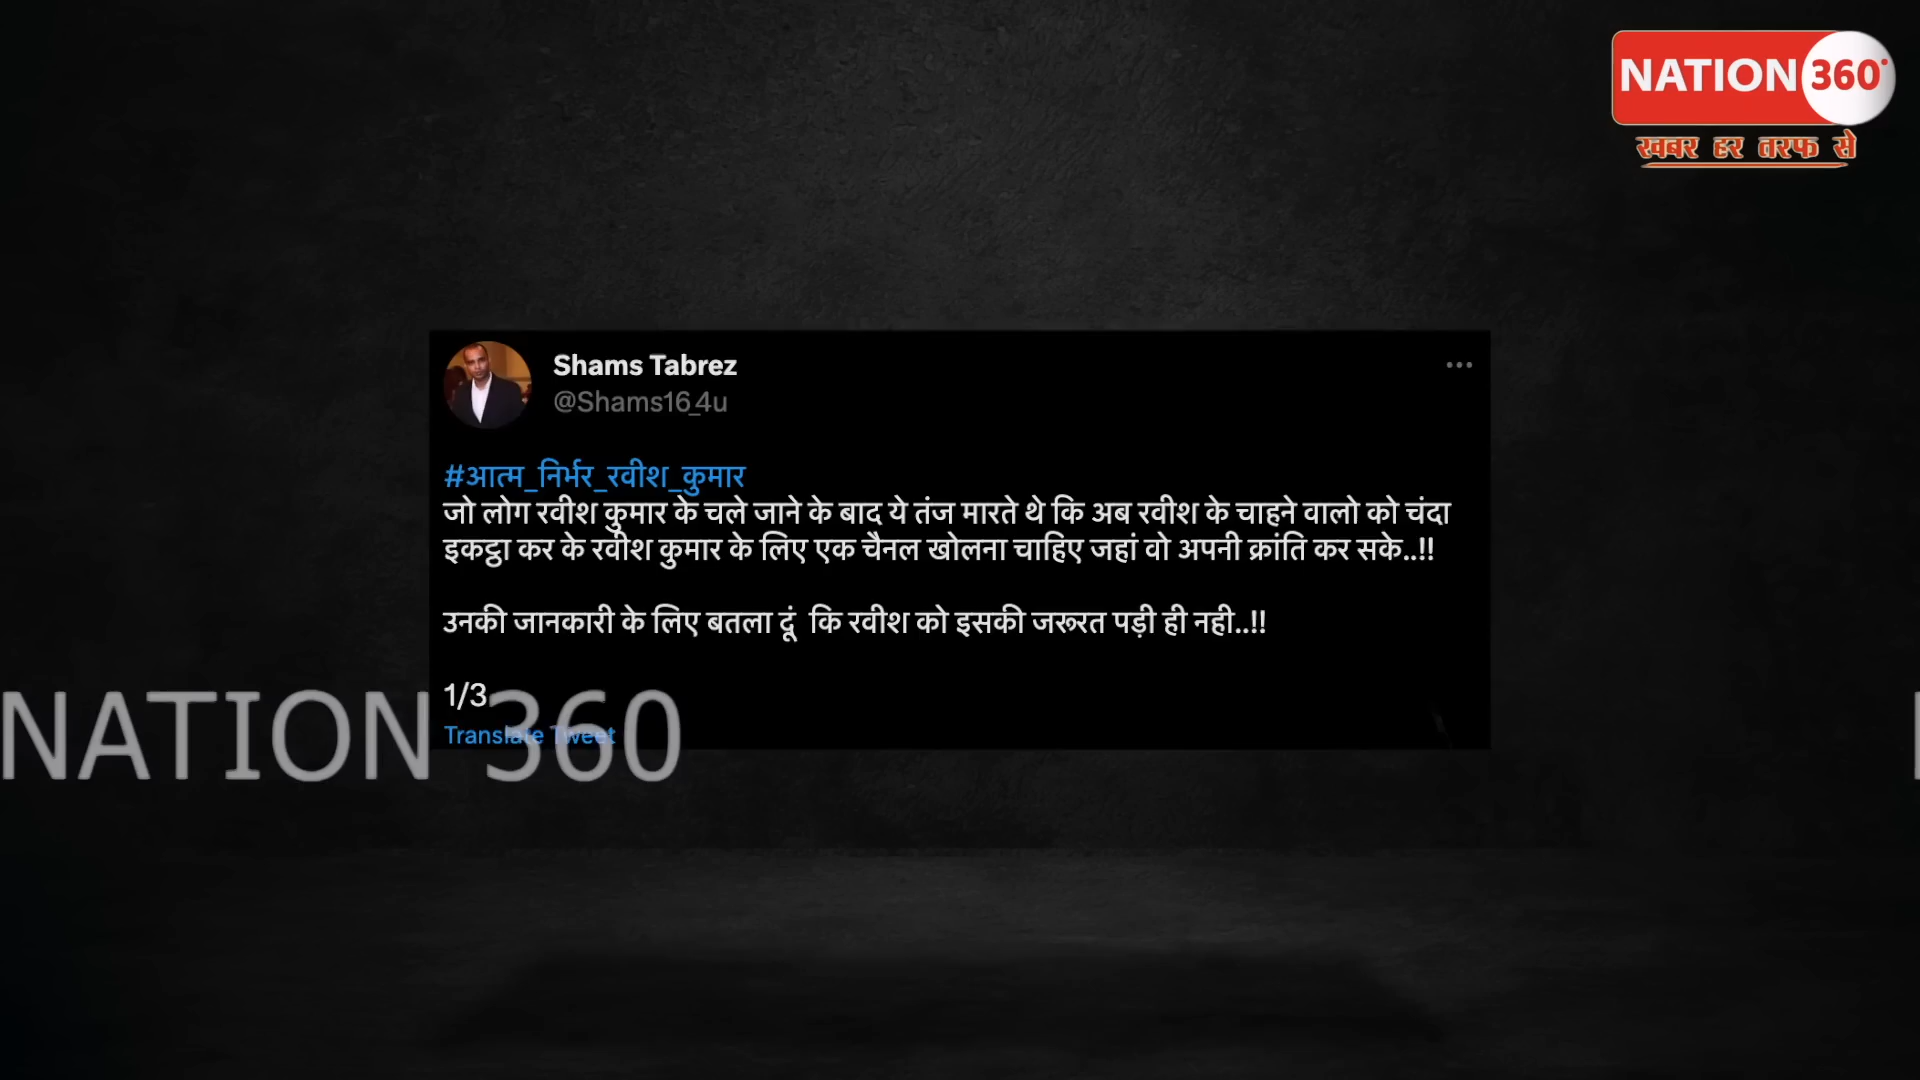 NATION 360°
खबर हर तरफ से
Shams Tabrez
@Shams16_4u
#आत्म_निर्भर_रवीश_कुमार
जो लोग रवीश कुमार के चले जाने के बाद ये तंज मारते थे कि अब रवीश के चाहने वालो को चंदा
इकट्ठा कर के रवीश कुमार के लिए एक चैनल खोलना चाहिए जहां वो अपनी क्रांति कर सके..!!
उनकी जानकारी के लिए बतला दूं कि रवीश को इसकी जरूरत पड़ी ही नही..!!
1/3
Translate Tweet
NATION 360